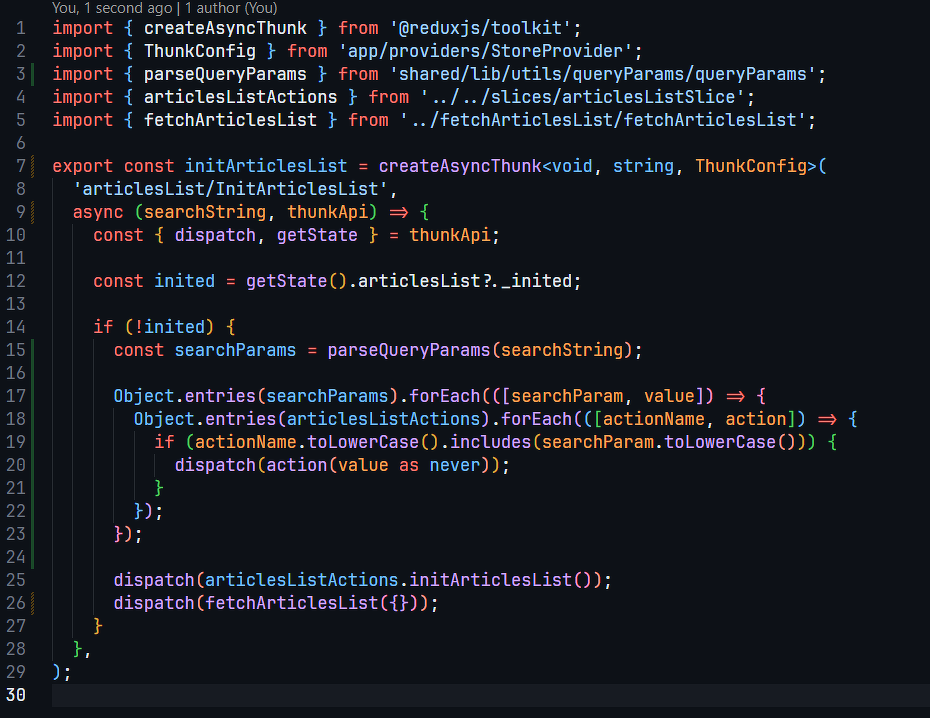 You, 1 second ago | 1 author (You)
1 import { createAsyncThunk } from '@reduxjs/toolkit';
2 import { ThunkConfig } from 'app/providers/StoreProvider';
3 import { parseQueryParams } from 'shared/lib/utils/queryParams/queryParams';
4 import { articlesListActions } from '../../slices/articlesListSlice';
5 import { fetchArticlesList } from '../fetchArticlesList/fetchArticlesList';
6
7 export const initArticlesList = createAsyncThunk<void, string, ThunkConfig>(
8   'articlesList/InitArticlesList',
9   async (searchString, thunkApi) => {
10     const { dispatch, getState } = thunkApi;
11
12     const inited = getState().articlesList?._inited;
13
14     if (!inited) {
15       const searchParams = parseQueryParams(searchString);
16
17       Object.entries(searchParams).forEach(([searchParam, value]) => {
18         Object.entries(articlesListActions).forEach(([actionName, action]) => {
19           if (actionName.toLowerCase().includes(searchParam.toLowerCase())) {
20             dispatch(action(value as never));
21           }
22         });
23       });
24
25       dispatch(articlesListActions.initArticlesList());
26       dispatch(fetchArticlesList({}));
27     }
28   },
29 );
30